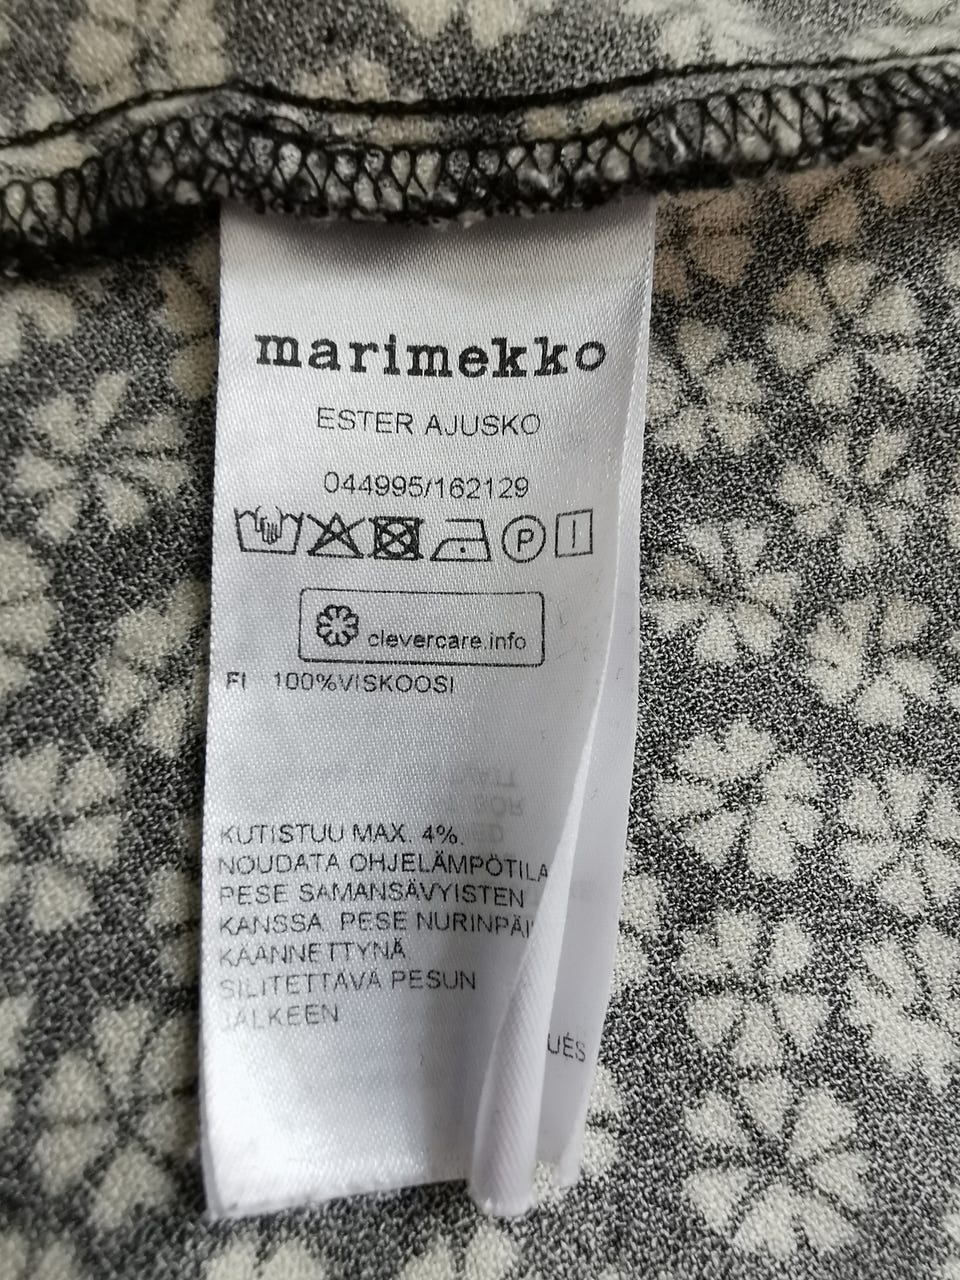 marimekko
ESTER AJUSKO
044995/162129
P
clevercare.info
FI 100%VISKOOSI
KUTISTUU MAX. 4%.
NOUDATA OHJELÄMPÖTILA
PESE SAMANSÄVYISTEN
KANSSA. PESE NURINPÄI
KÄÄNNETTYNÄ.
SILITETTÄVÄ PESUN
JÄLKEEN
UÉS